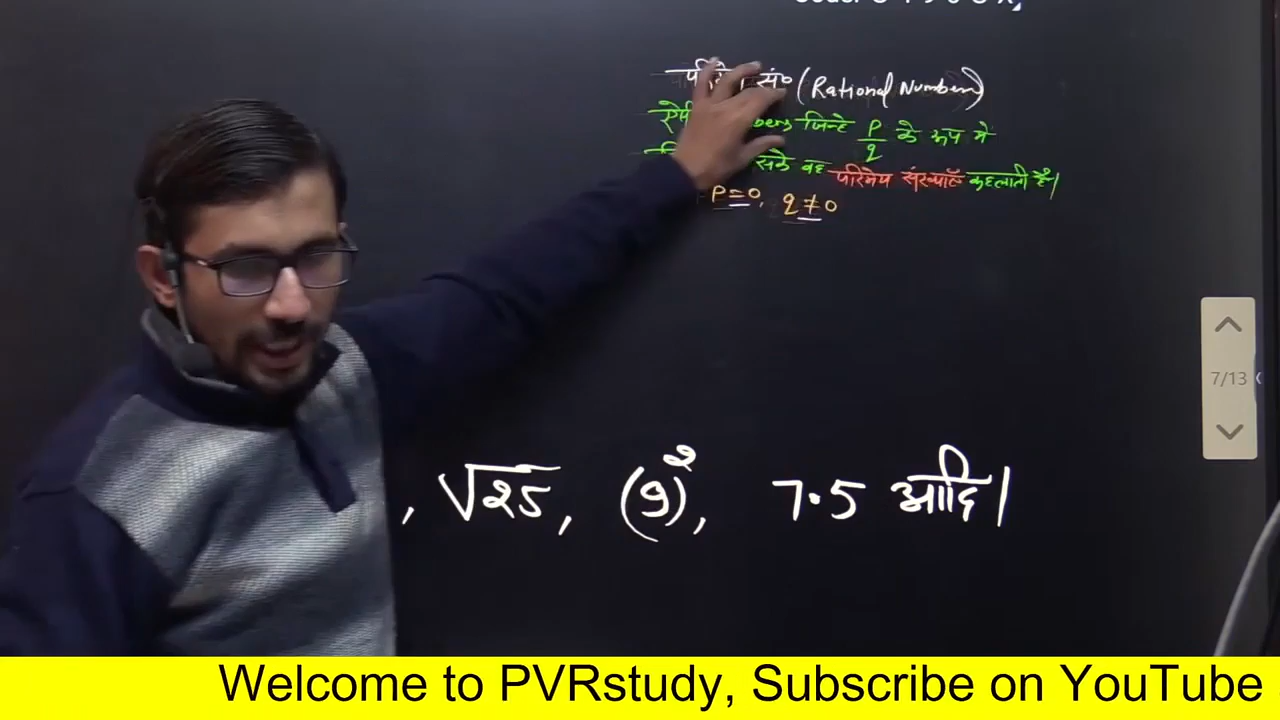 सं० (Rational Number)
जिन्हे P/q के रूप मे
सके वह परिमेय संख्याएँ कहलाती है।
P = 0, q ≠ 0
, √25, (9)², 7.5 आदि।
7/13
Welcome to PVRstudy, Subscribe on YouTube